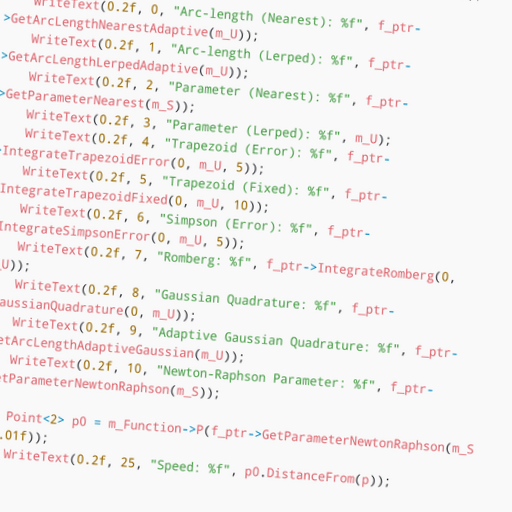 WriteText(0.2f, 0, "Arc-length (Nearest): %f", f_ptr-
>GetArcLengthNearestAdaptive(m_U));
WriteText(0.2f, 1, "Arc-length (Lerped): %f", f_ptr-
>GetArcLengthLerpedAdaptive(m_U));
WriteText(0.2f, 2, "Parameter (Nearest): %f", f_ptr-
>GetParameterNearest(m_S));
WriteText(0.2f, 3, "Parameter (Lerped): %f", m_U);
WriteText(0.2f, 4, "Trapezoid (Error): %f", f_ptr-
IntegrateTrapezoidError(0, m_U, 5));
WriteText(0.2f, 5, "Trapezoid (Fixed): %f", f_ptr-
IntegrateTrapezoidFixed(0, m_U, 10));
WriteText(0.2f, 6, "Simpson (Error): %f", f_ptr-
IntegrateSimpsonError(0, m_U, 5));
WriteText(0.2f, 7, "Romberg: %f", f_ptr->IntegrateRomberg(0,
U));
WriteText(0.2f, 8, "Gaussian Quadrature: %f", f_ptr-
aussianQuadrature(0, m_U));
WriteText(0.2f, 9, "Adaptive Gaussian Quadrature: %f", f_ptr-
etArcLengthAdaptiveGaussian(m_U));
WriteText(0.2f, 10, "Newton-Raphson Parameter: %f", f_ptr-
etParameterNewtonRaphson(m_S));
Point<2> p0 = m_Function->P(f_ptr->GetParameterNewtonRaphson(m_S
.01f));
WriteText(0.2f, 25, "Speed: %f", p0.DistanceFrom(p));